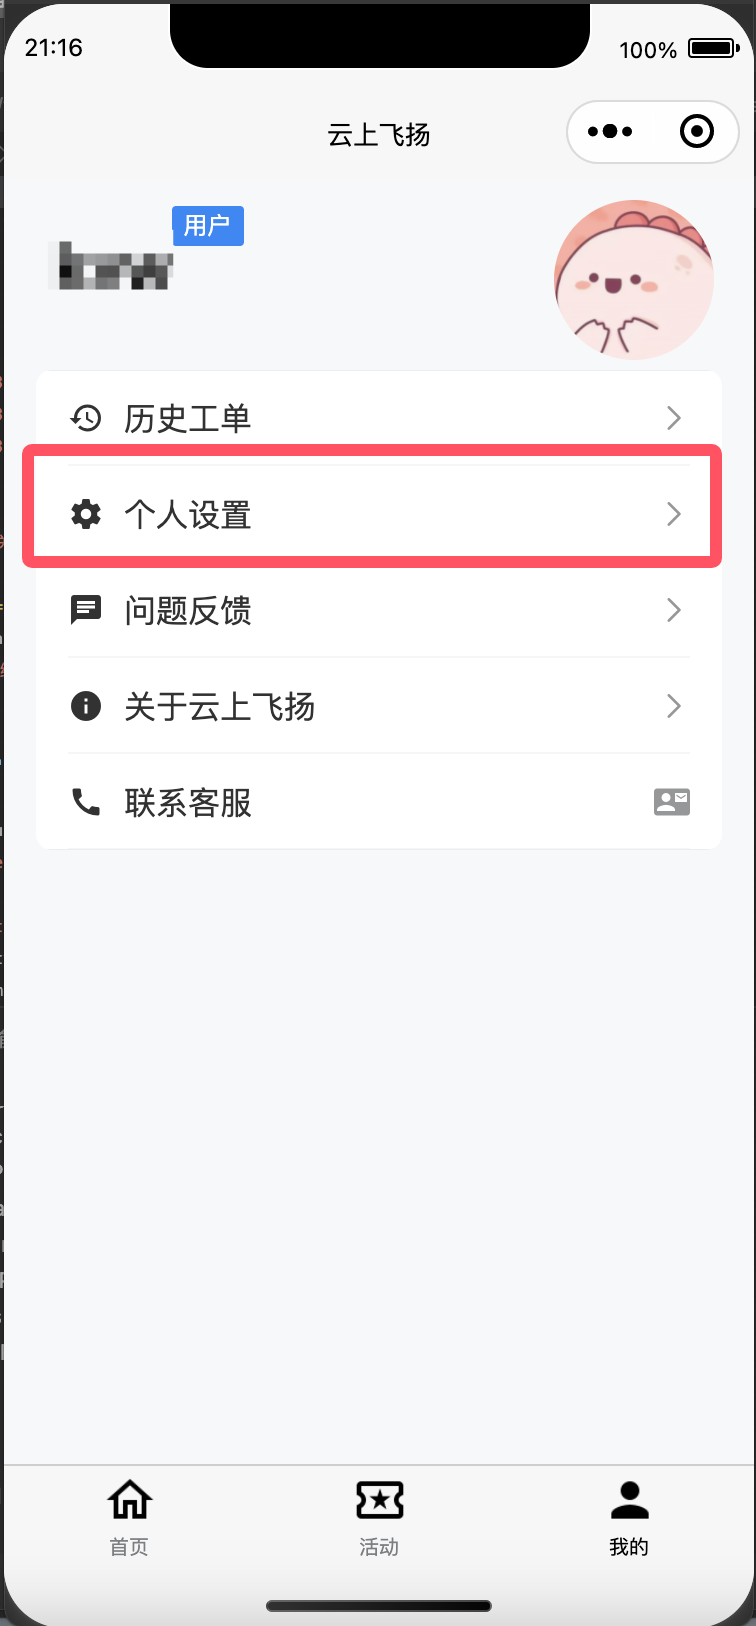 21:16
100%
云上飞扬
用户
历史工单
个人设置
问题反馈
关于云上飞扬
联系客服
首页
活动
我的